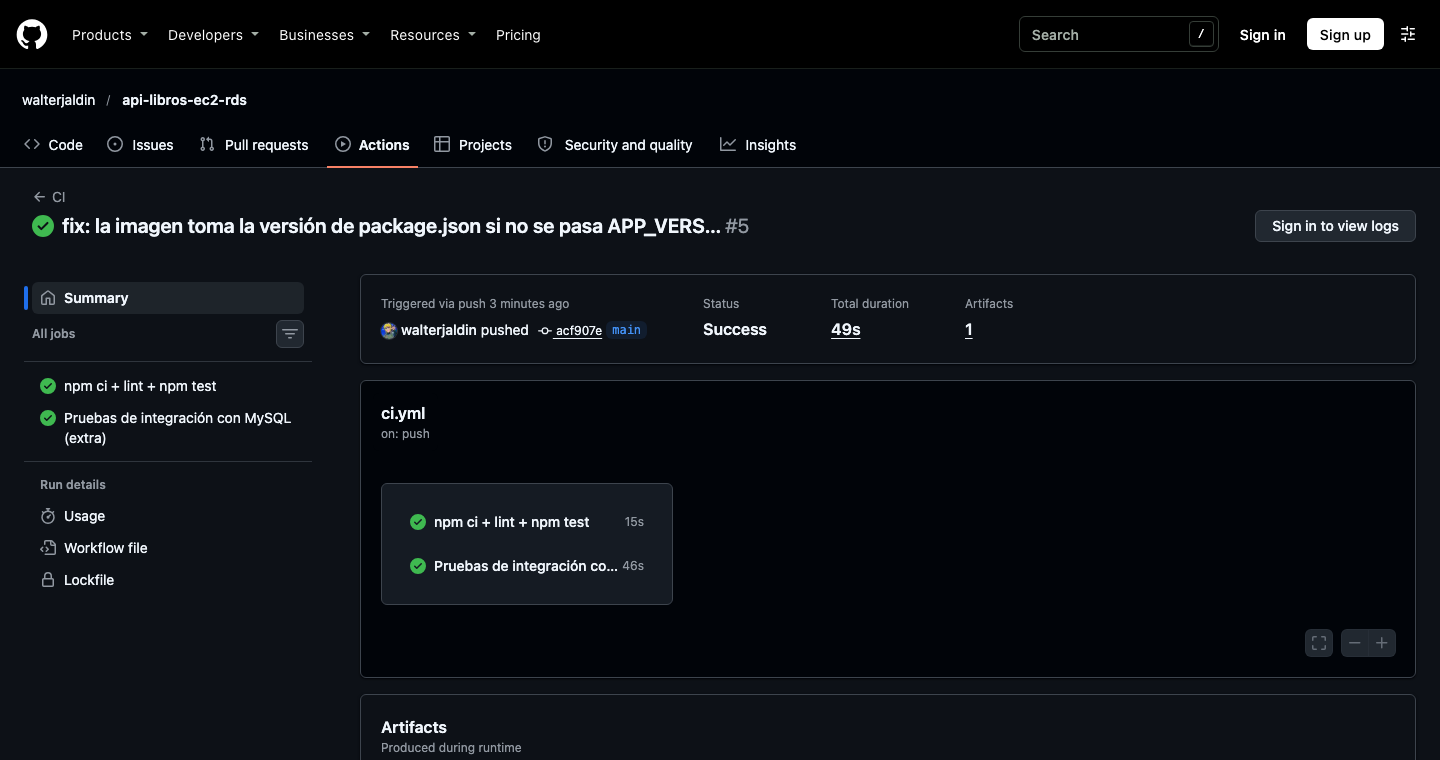 Products Developers Businesses Resources Pricing Search / Sign in Sign up
walterjaldin / api-libros-ec2-rds
Code Issues Pull requests Actions Projects Security and quality Insights
CI
fix: la imagen toma la versión de package.json si no se pasa APP_VERS... #5
Sign in to view logs
Summary
All jobs
npm ci + lint + npm test
Pruebas de integración con MySQL
(extra)
Run details
Usage
Workflow file
Lockfile
Triggered via push 3 minutes ago Status Total duration Artifacts
walterjaldin pushed acf907e main Success 49s 1
ci.yml
on: push
npm ci + lint + npm test 15s
Pruebas de integración co... 46s
Artifacts
Produced during runtime